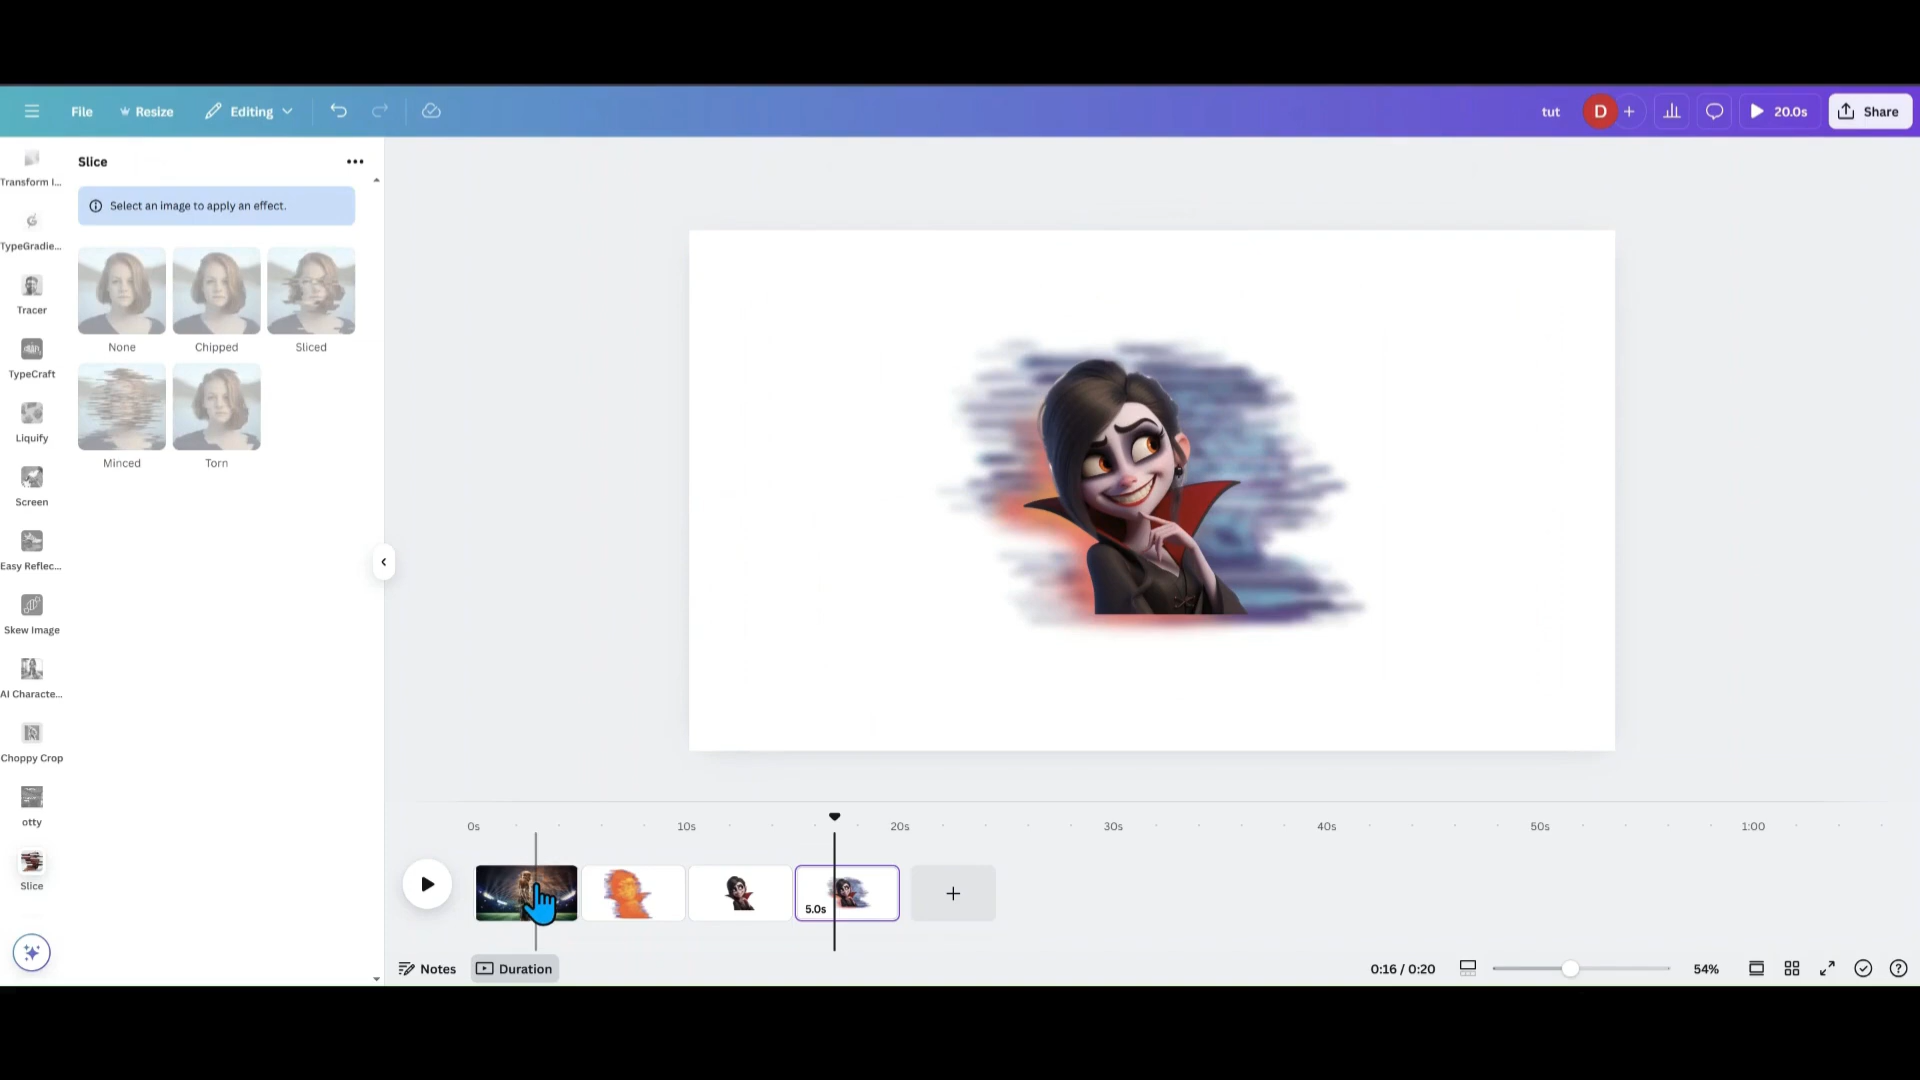 File
Resize
Editing
tut
D
20.0s
Share
Transform I...
TypeGradie...
Tracer
TypeCraft
Liquify
Screen
Easy Reflec...
Skew Image
AI Characte...
Choppy Crop
otty
Slice
Slice
Select an image to apply an effect.
None
Chipped
Sliced
Minced
Torn
0s
10s
20s
30s
40s
50s
1:00
5.0s
Notes
Duration
0:16 / 0:20
54%